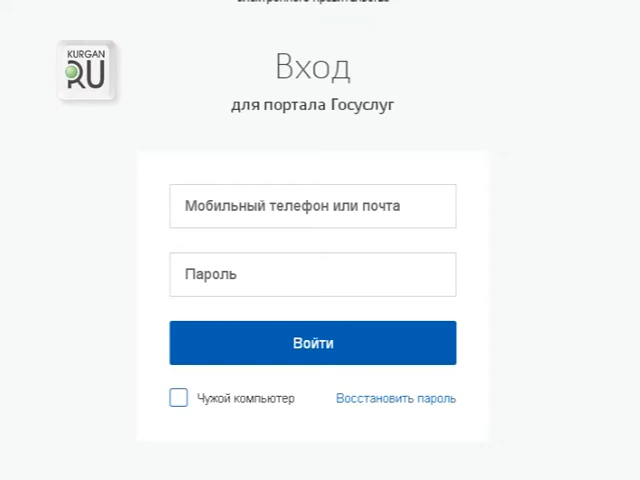 KURGAN
RU
Вход
для портала Госуслуг
Мобильный телефон или почта
Пароль
Войти
Чужой компьютер
Восстановить пароль